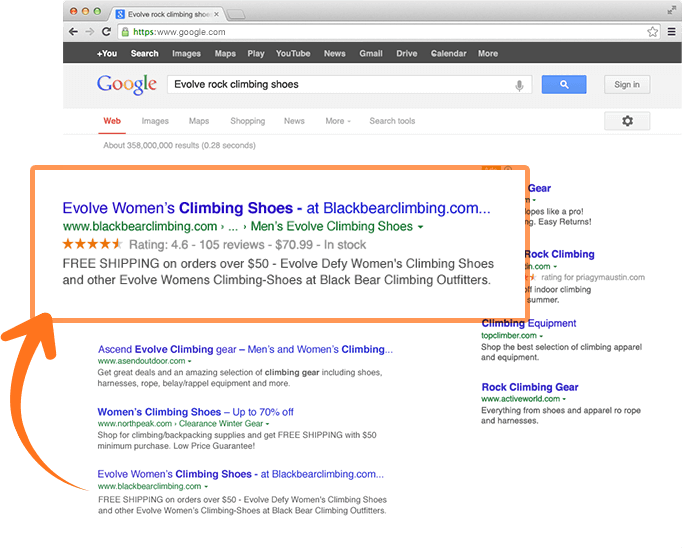 Evolve rock climbing shoes
https://www.google.com
+You Search Images Maps Play YouTube News Gmail Drive Calendar More
Google Evolve rock climbing shoes Sign in
Web Images Maps Shopping News More Search tools
About 358,000,000 results (0.28 seconds)
Evolve Women's Climbing Shoes - at Blackbearclimbing.com...
www.blackbearclimbing.com › ... › Men's Evolve Climbing Shoes
Rating: 4.6 - 105 reviews - $70.99 - In stock
FREE SHIPPING on orders over $50 - Evolve Defy Women's Climbing Shoes
and other Evolve Womens Climbing-Shoes at Black Bear Climbing Outfitters.
Ascend Evolve Climbing gear – Men's and Women's Climbing...
www.asendoutdoor.com
Get great deals and an amazing selection of climbing gear including shoes,
harnesses, rope, belay/rappel equipment and more.
Women's Climbing Shoes – Up to 70% off
www.northpeak.com › Clearance Winter Gear
Shop for climbing/backpacking supplies and get FREE SHIPPING with $50
minimum purchase. Low Price Guarantee!
Evolve Women's Climbing Shoes - at Blackbearclimbing.com...
www.blackbearclimbing.com
FREE SHIPPING on orders over $50 - Evolve Defy Women's Climbing Shoes
and other Evolve Womens Climbing-Shoes at Black Bear Climbing Outfitters.
Gear
slopes like a pro!
Easy Returns!
Rock Climbing
rating for priagymaustin.com
off indoor climbing
summer.
Climbing Equipment
topclimber.com
Shop the best selection of climbing apparel
and equipment.
Rock Climbing Gear
www.activeworld.com
Everything from shoes and apparel ro rope
and harnesses.